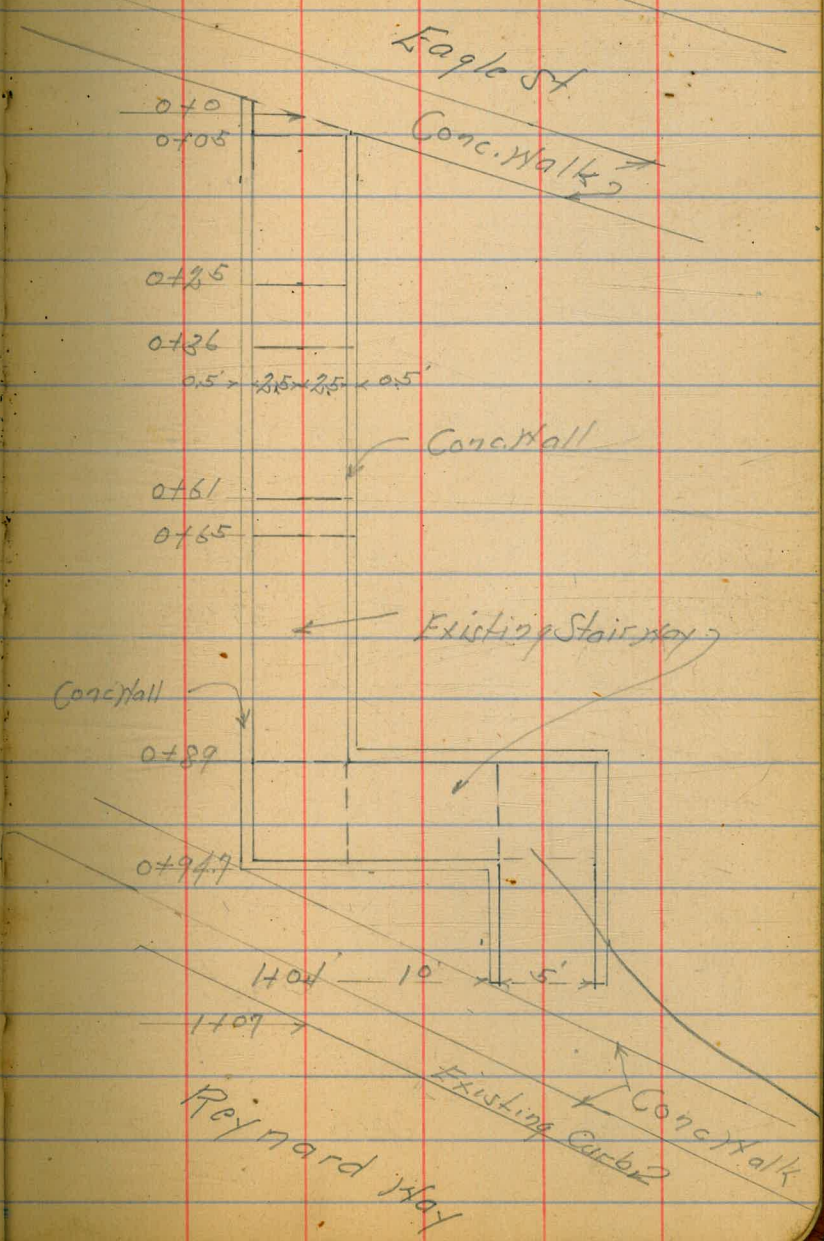 Eagle St.
0+0
Conc. Walk
0+05
0+25
0+36
0.5' 2.5 2.5 0.5'
Conc. Wall
0+61
0+65
Existing Stairway
Conc Wall
0+89
0+94.7
1+01' 10' 5'
1+07
Existing Curb
Conc Walk
Reynard Way